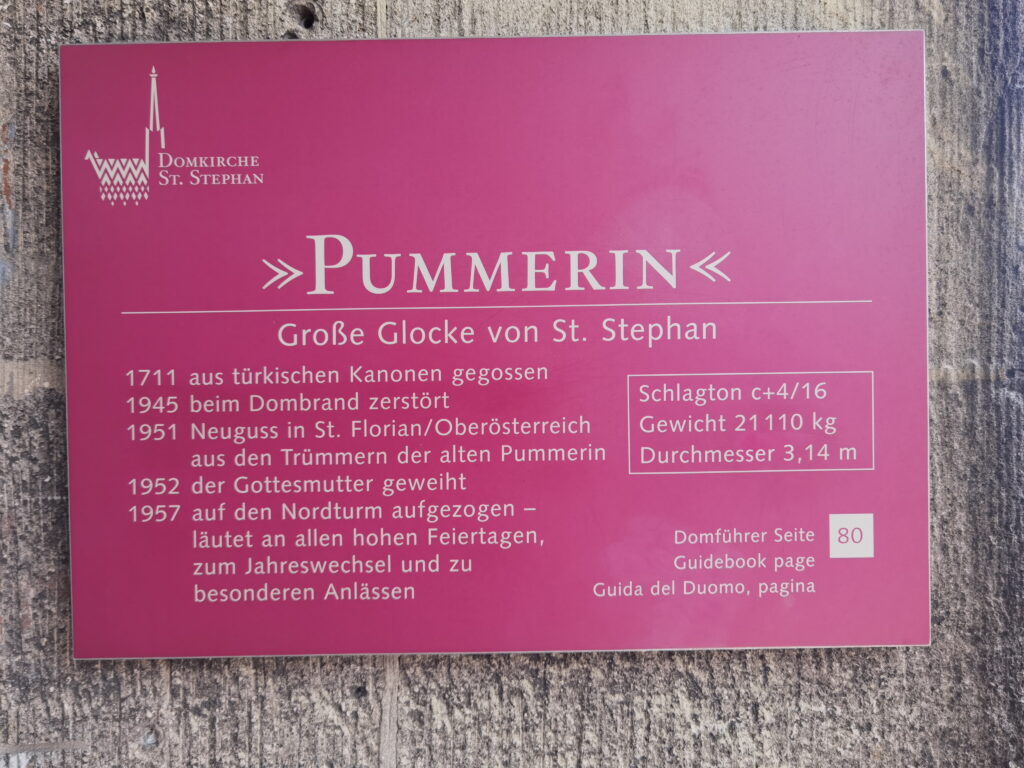 DOMKIRCHE
ST. STEPHAN
»PUMMERIN«
Große Glocke von St. Stephan
1711 aus türkischen Kanonen gegossen
1945 beim Dombrand zerstört
1951 Neuguss in St. Florian/Oberösterreich
aus den Trümmern der alten Pummerin
1952 der Gottesmutter geweiht
1957 auf den Nordturm aufgezogen –
läutet an allen hohen Feiertagen,
zum Jahreswechsel und zu
besonderen Anlässen
Schlagton c+4/16
Gewicht 21 110 kg
Durchmesser 3,14 m
Domführer Seite 80
Guidebook page
Guida del Duomo, pagina